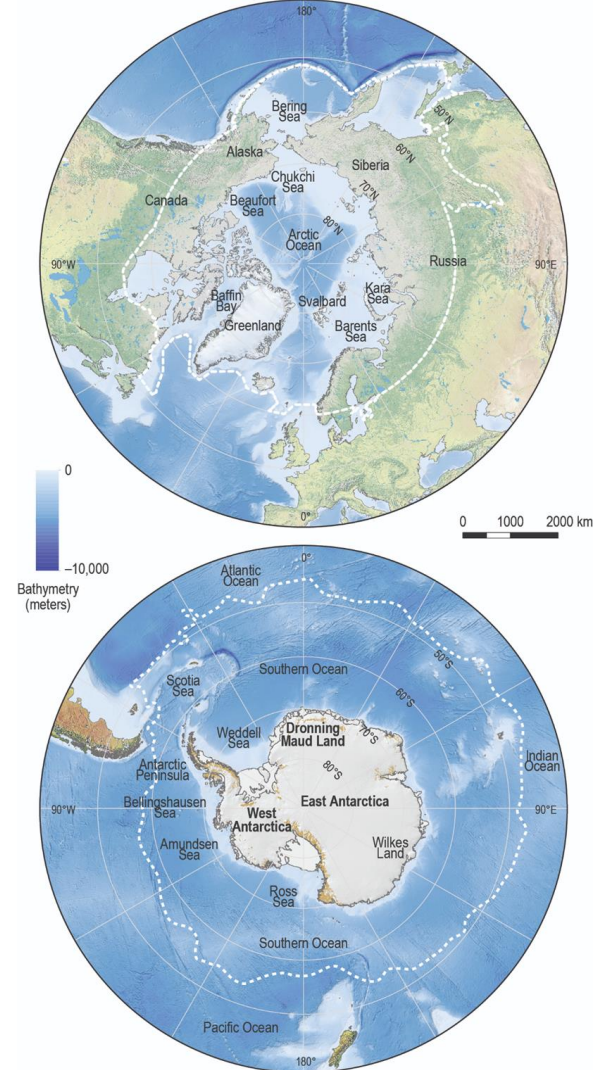 180°
Bering
Sea
50°N
Alaska
Siberia
60°N
Chukchi
Sea
70°N
Canada
Beaufort
Sea
80°N
Arctic
Ocean
90°W
Russia
90°E
Baffin
Bay
Svalbard
Kara
Sea
Greenland
Barents
Sea
0°
0
–10,000
Bathymetry
(meters)
0 1000 2000 km
0°
Atlantic
Ocean
50°S
Southern Ocean
Scotia
Sea
60°S
Weddell
Sea
Dronning
Maud Land
70°S
Antarctic
Peninsula
80°S
Indian
Ocean
Bellingshausen
Sea
East Antarctica
90°W
90°E
West
Antarctica
Amundsen
Sea
Wilkes
Land
Ross
Sea
Southern Ocean
Pacific Ocean
180°